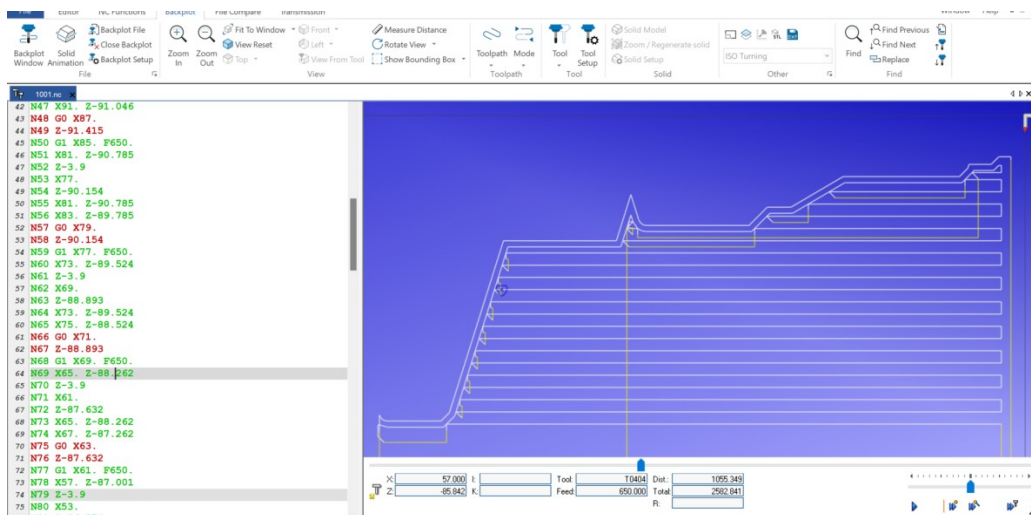 File Editor NC Functions Backplot File Compare Transmission Window Help
Backplot Window
Solid Animation
Backplot File
Close Backplot
Backplot Setup
File
Zoom In
Zoom Out
Fit To Window
View Reset
Top
Front
Left
View From Tool
View
Measure Distance
Rotate View
Show Bounding Box
Toolpath Mode
Toolpath
Tool
Tool Setup
Tool
Solid Model
Zoom / Regenerate solid
Solid Setup
Solid
STL
ISO Turning
Other
Find
Find Previous
Find Next
Replace
Find
1001.nc
42 N47 X91. Z-91.046
43 N48 G0 X87.
44 N49 Z-91.415
45 N50 G1 X85. F650.
46 N51 X81. Z-90.785
47 N52 Z-3.9
48 N53 X77.
49 N54 Z-90.154
50 N55 X81. Z-90.785
51 N56 X83. Z-89.785
52 N57 G0 X79.
53 N58 Z-90.154
54 N59 G1 X77. F650.
55 N60 X73. Z-89.524
56 N61 Z-3.9
57 N62 X69.
58 N63 Z-88.893
59 N64 X73. Z-89.524
60 N65 X75. Z-88.524
61 N66 G0 X71.
62 N67 Z-88.893
63 N68 G1 X69. F650.
64 N69 X65. Z-88.262
65 N70 Z-3.9
66 N71 X61.
67 N72 Z-87.632
68 N73 X65. Z-88.262
69 N74 X67. Z-87.262
70 N75 G0 X63.
71 N76 Z-87.632
72 N77 G1 X61. F650.
73 N78 X57. Z-87.001
74 N79 Z-3.9
75 N80 X53.
X: 57.000 I: Tool: T0404 Dist.: 1055.349
Z: -85.842 K: Feed: 650.000 Total: 2582.841
R: